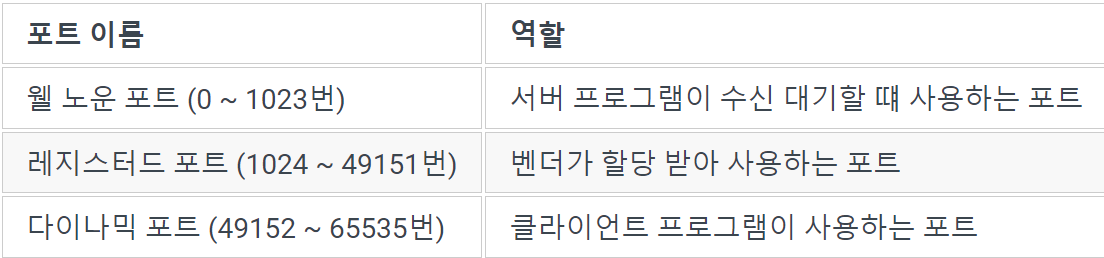 포트 이름 역할
웰 노운 포트 (0 ~ 1023번) 서버 프로그램이 수신 대기할 떄 사용하는 포트
레지스터드 포트 (1024 ~ 49151번) 벤더가 할당 받아 사용하는 포트
다이나믹 포트 (49152 ~ 65535번) 클라이언트 프로그램이 사용하는 포트